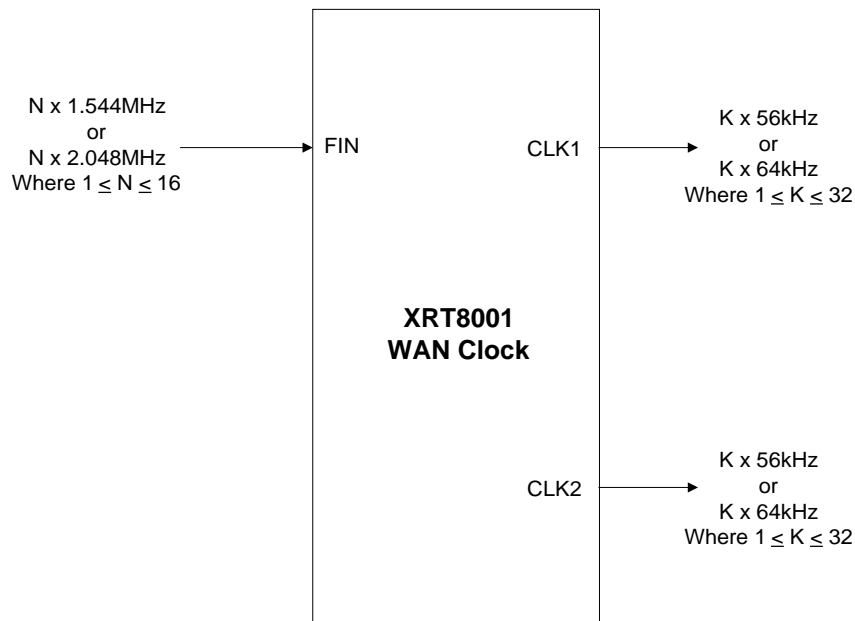 N x 1.544MHz
or
N x 2.048MHz
Where 1 ≤ N ≤ 16
FIN
CLK1
K x 56kHz
or
K x 64kHz
Where 1 ≤ K ≤ 32
XRT8001
WAN Clock
CLK2
K x 56kHz
or
K x 64kHz
Where 1 ≤ K ≤ 32